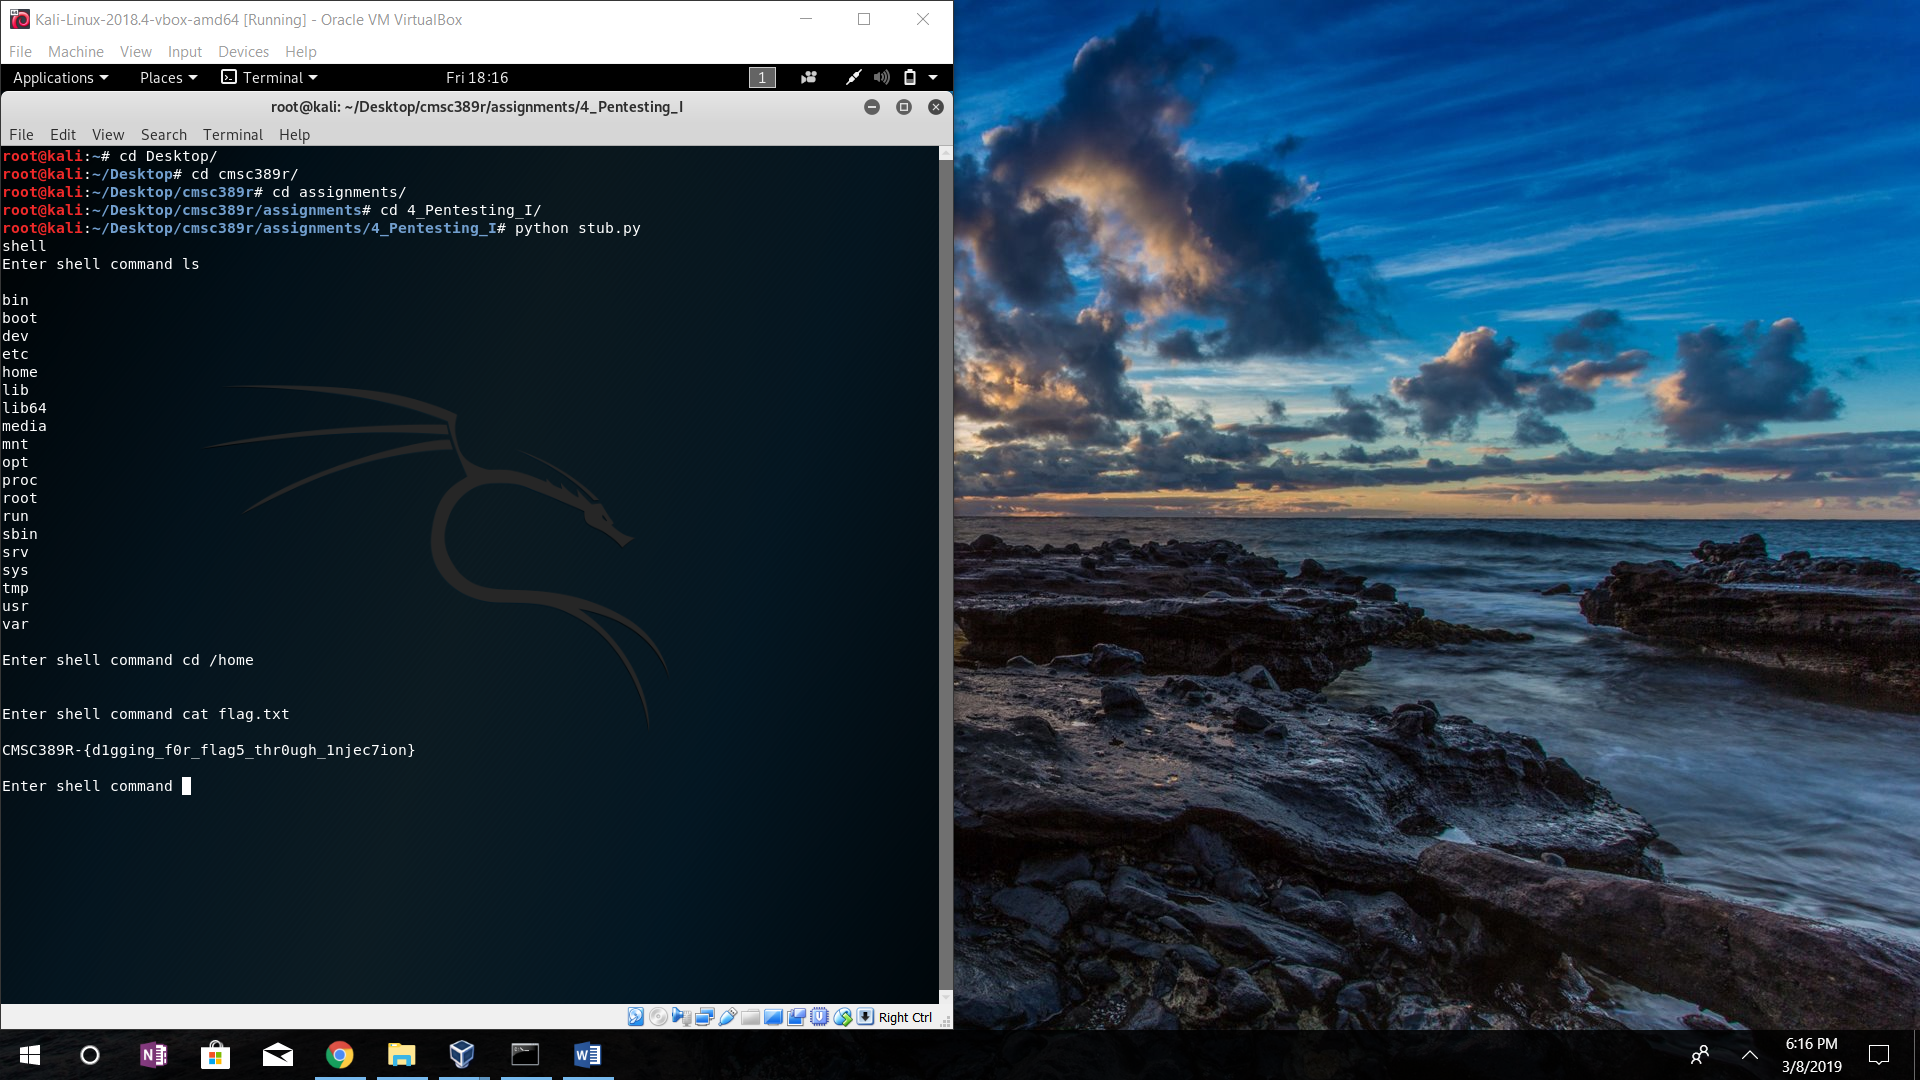 Kali-Linux-2018.4-vbox-amd64 [Running] - Oracle VM VirtualBox
File Machine View Input Devices Help
Applications Places Terminal Fri 18:16 1
root@kali: ~/Desktop/cmsc389r/assignments/4_Pentesting_I
File Edit View Search Terminal Help
root@kali:~# cd Desktop/
root@kali:~/Desktop# cd cmsc389r/
root@kali:~/Desktop/cmsc389r# cd assignments/
root@kali:~/Desktop/cmsc389r/assignments# cd 4_Pentesting_I/
root@kali:~/Desktop/cmsc389r/assignments/4_Pentesting_I# python stub.py
shell
Enter shell command ls
bin
boot
dev
etc
home
lib
lib64
media
mnt
opt
proc
root
run
sbin
srv
sys
tmp
usr
var
Enter shell command cd /home
Enter shell command cat flag.txt
CMSC389R-{d1gging_f0r_flag5_thr0ugh_1njec7ion}
Enter shell command
Right Ctrl
6:16 PM
3/8/2019